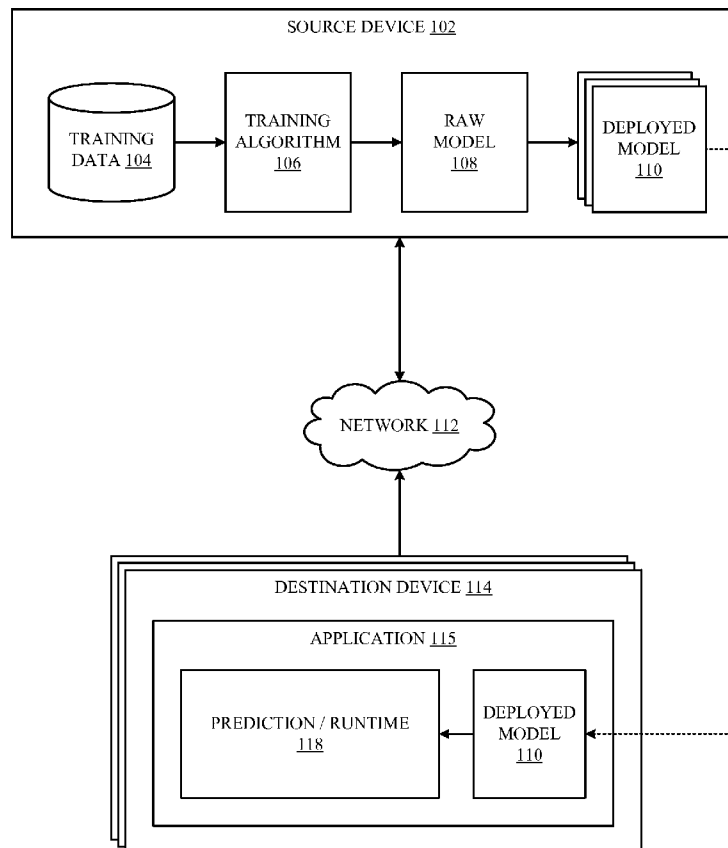 SOURCE DEVICE 102
TRAINING
DATA 104
TRAINING
ALGORITHM
106
RAW
MODEL
108
DEPLOYED
MODEL
110
NETWORK 112
DESTINATION DEVICE 114
APPLICATION 115
PREDICTION / RUNTIME
118
DEPLOYED
MODEL
110